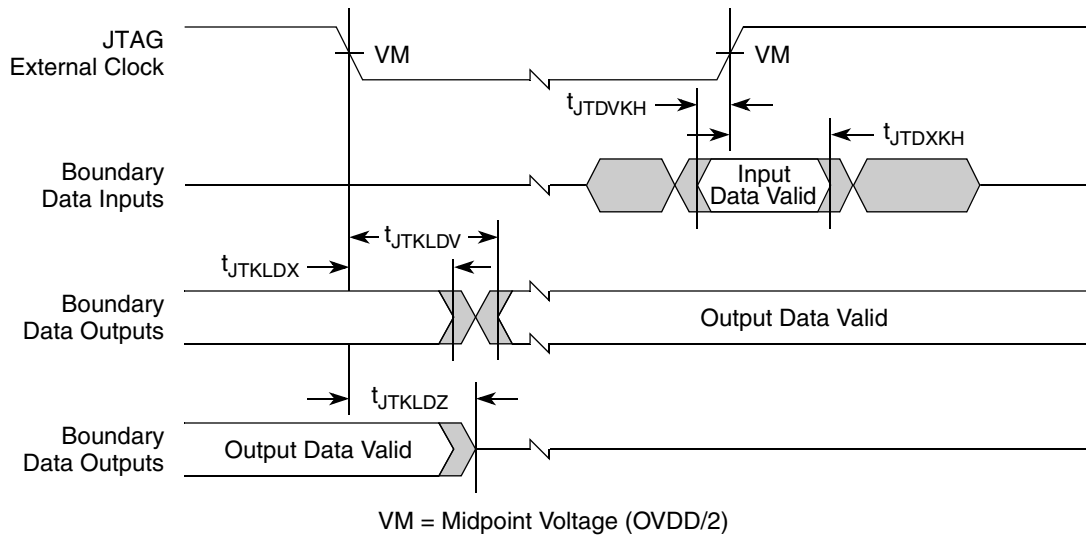 JTAG
External Clock
VM
VM
tJTDVKH
tJTDXKH
Boundary
Data Inputs
Input
Data Valid
tJTKLDV
tJTKLDX
Boundary
Data Outputs
Output Data Valid
tJTKLDZ
Boundary
Data Outputs
Output Data Valid
VM = Midpoint Voltage (OVDD/2)